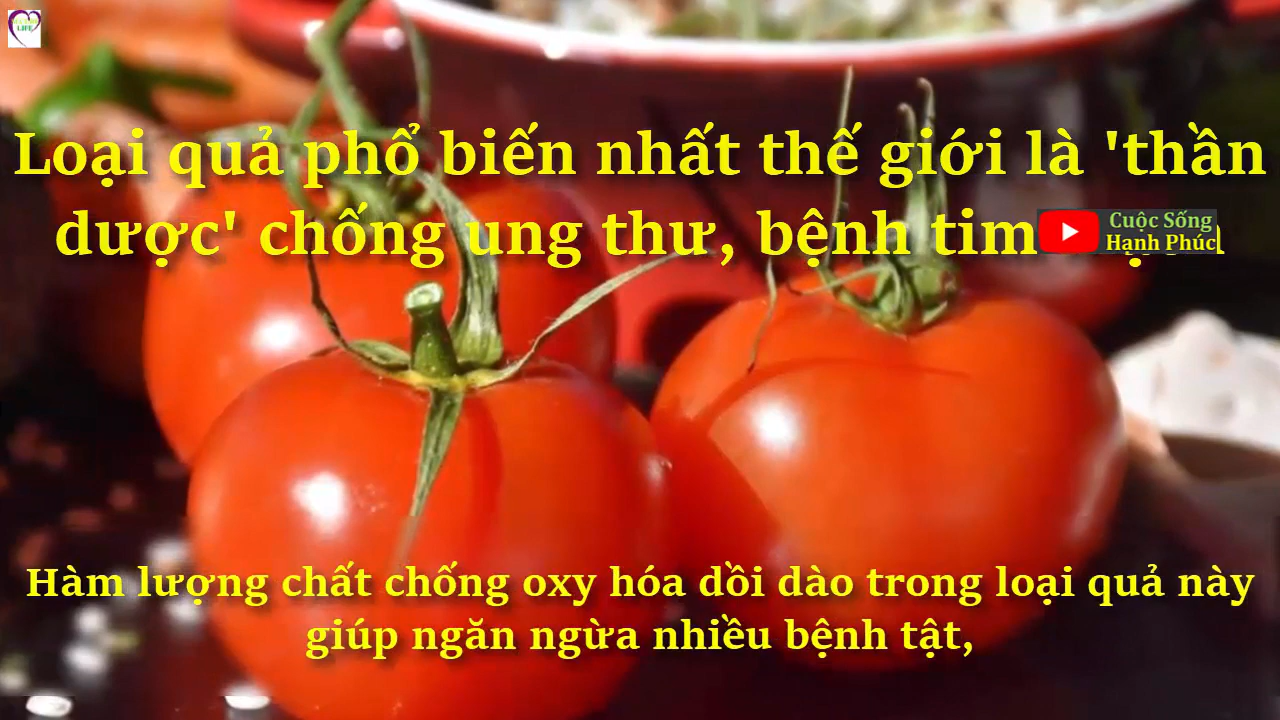 LIFE
Loại quả phổ biến nhất thế giới là 'thần
dược' chống ung thư, bệnh tim
Cuộc Sống
Hạnh Phúc
Hàm lượng chất chống oxy hóa dồi dào trong loại quả này
giúp ngăn ngừa nhiều bệnh tật,